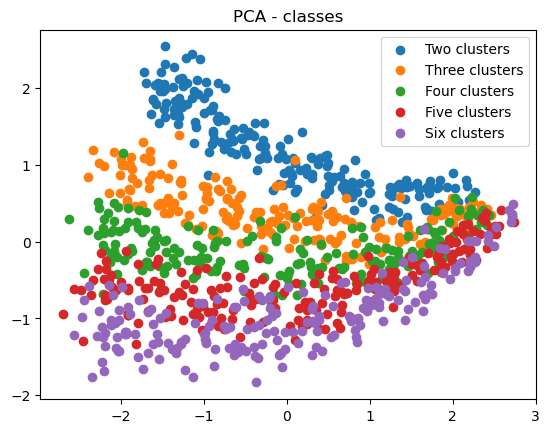 PCA - classes
Two clusters
Three clusters
Four clusters
Five clusters
Six clusters
2
1
0
−1
−2
−2 −1 0 1 2 3